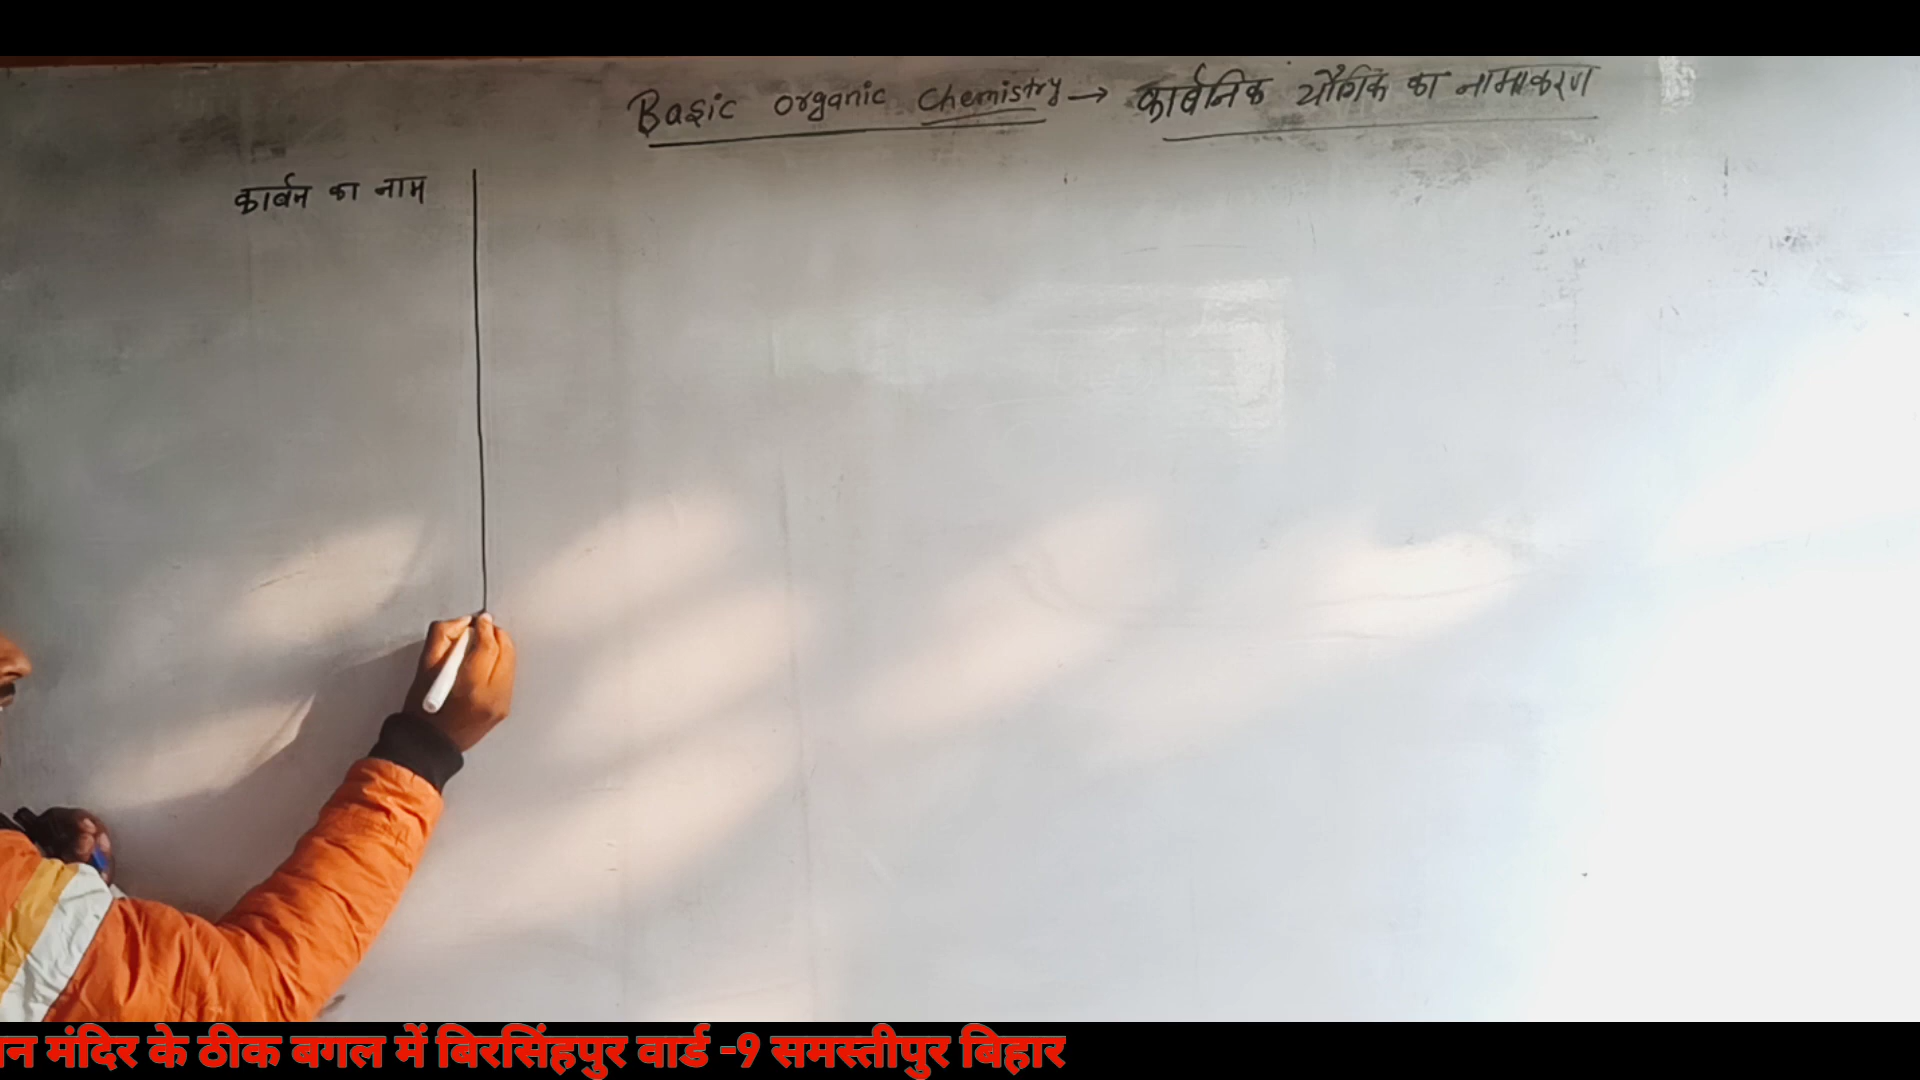 Basic organic Chemistry → कार्बनिक यौगिक का नामाकरण
कार्बन का नाम
मंदिर के ठीक बगल में बिरसिंहपुर वार्ड -9 समस्तीपुर बिहार